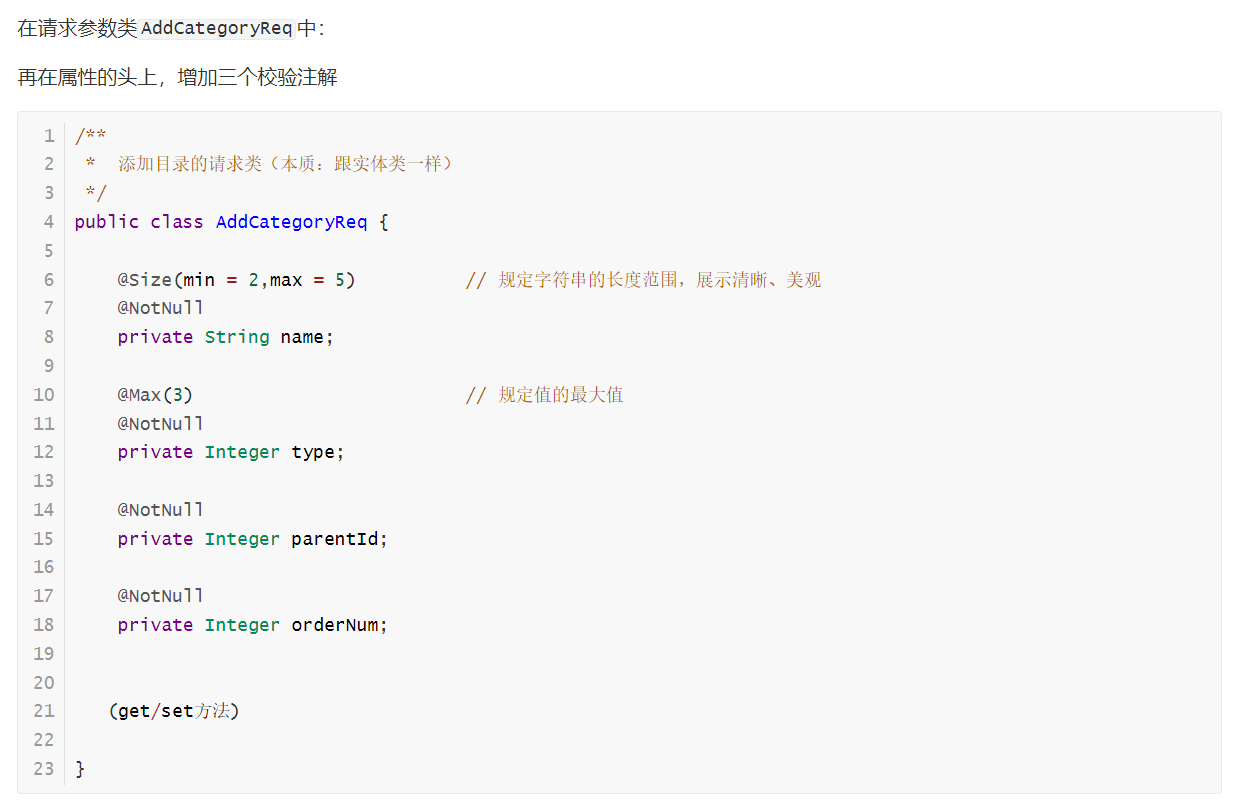 在请求参数类AddCategoryReq中：
再在属性的头上，增加三个校验注解
1 /**
2  *  添加目录的请求类（本质：跟实体类一样）
3  */
4 public class AddCategoryReq {
5
6     @Size(min = 2,max = 5)          // 规定字符串的长度范围，展示清晰、美观
7     @NotNull
8     private String name;
9
10     @Max(3)                         // 规定值的最大值
11     @NotNull
12     private Integer type;
13
14     @NotNull
15     private Integer parentId;
16
17     @NotNull
18     private Integer orderNum;
19
20
21    (get/set方法)
22
23 }